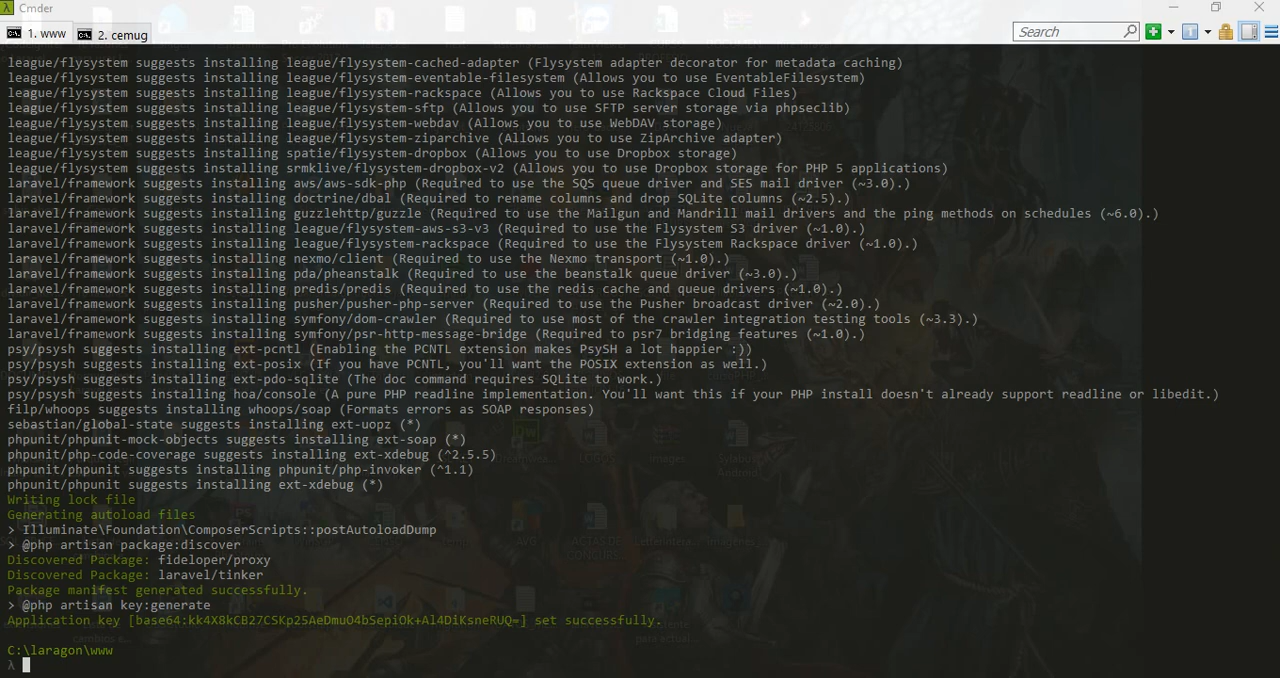 Cmder
1. www
2. cemug
Search
league/flysystem suggests installing league/flysystem-cached-adapter (Flysystem adapter decorator for metadata caching)
league/flysystem suggests installing league/flysystem-eventable-filesystem (Allows you to use EventableFilesystem)
league/flysystem suggests installing league/flysystem-rackspace (Allows you to use Rackspace Cloud Files)
league/flysystem suggests installing league/flysystem-sftp (Allows you to use SFTP server storage via phpseclib)
league/flysystem suggests installing league/flysystem-webdav (Allows you to use WebDAV storage)
league/flysystem suggests installing league/flysystem-ziparchive (Allows you to use ZipArchive adapter)
league/flysystem suggests installing spatie/flysystem-dropbox (Allows you to use Dropbox storage)
league/flysystem suggests installing srmklive/flysystem-dropbox-v2 (Allows you to use Dropbox storage for PHP 5 applications)
laravel/framework suggests installing aws/aws-sdk-php (Required to use the SQS queue driver and SES mail driver (~3.0).)
laravel/framework suggests installing doctrine/dbal (Required to rename columns and drop SQLite columns (~2.5).)
laravel/framework suggests installing guzzlehttp/guzzle (Required to use the Mailgun and Mandrill mail drivers and the ping methods on schedules (~6.0).)
laravel/framework suggests installing league/flysystem-aws-s3-v3 (Required to use the Flysystem S3 driver (~1.0).)
laravel/framework suggests installing league/flysystem-rackspace (Required to use the Flysystem Rackspace driver (~1.0).)
laravel/framework suggests installing nexmo/client (Required to use the Nexmo transport (~1.0).)
laravel/framework suggests installing pda/pheanstalk (Required to use the beanstalk queue driver (~3.0).)
laravel/framework suggests installing predis/predis (Required to use the redis cache and queue drivers (~1.0).)
laravel/framework suggests installing pusher/pusher-php-server (Required to use the Pusher broadcast driver (~2.0).)
laravel/framework suggests installing symfony/dom-crawler (Required to use most of the crawler integration testing tools (~3.3).)
laravel/framework suggests installing symfony/psr-http-message-bridge (Required to psr7 bridging features (~1.0).)
psy/psysh suggests installing ext-pcntl (Enabling the PCNTL extension makes PsySH a lot happier :))
psy/psysh suggests installing ext-posix (If you have PCNTL, you'll want the POSIX extension as well.)
psy/psysh suggests installing ext-pdo-sqlite (The doc command requires SQLite to work.)
psy/psysh suggests installing hoa/console (A pure PHP readline implementation. You'll want this if your PHP install doesn't already support readline or libedit.)
filp/whoops suggests installing whoops/soap (Formats errors as SOAP responses)
sebastian/global-state suggests installing ext-uopz (*)
phpunit/phpunit-mock-objects suggests installing ext-soap (*)
phpunit/php-code-coverage suggests installing ext-xdebug (^2.5.5)
phpunit/phpunit suggests installing phpunit/php-invoker (^1.1)
phpunit/phpunit suggests installing ext-xdebug (*)
Writing lock file
Generating autoload files
> Illuminate\Foundation\ComposerScripts::postAutoloadDump
> @php artisan package:discover
Discovered Package: fideloper/proxy
Discovered Package: laravel/tinker
Package manifest generated successfully.
> @php artisan key:generate
Application key [base64:kk4X8kCB27CSKp25AeDmuO4bSepiOk+Al4DiKsneRUQ=] set successfully.
C:\laragon\www
λ